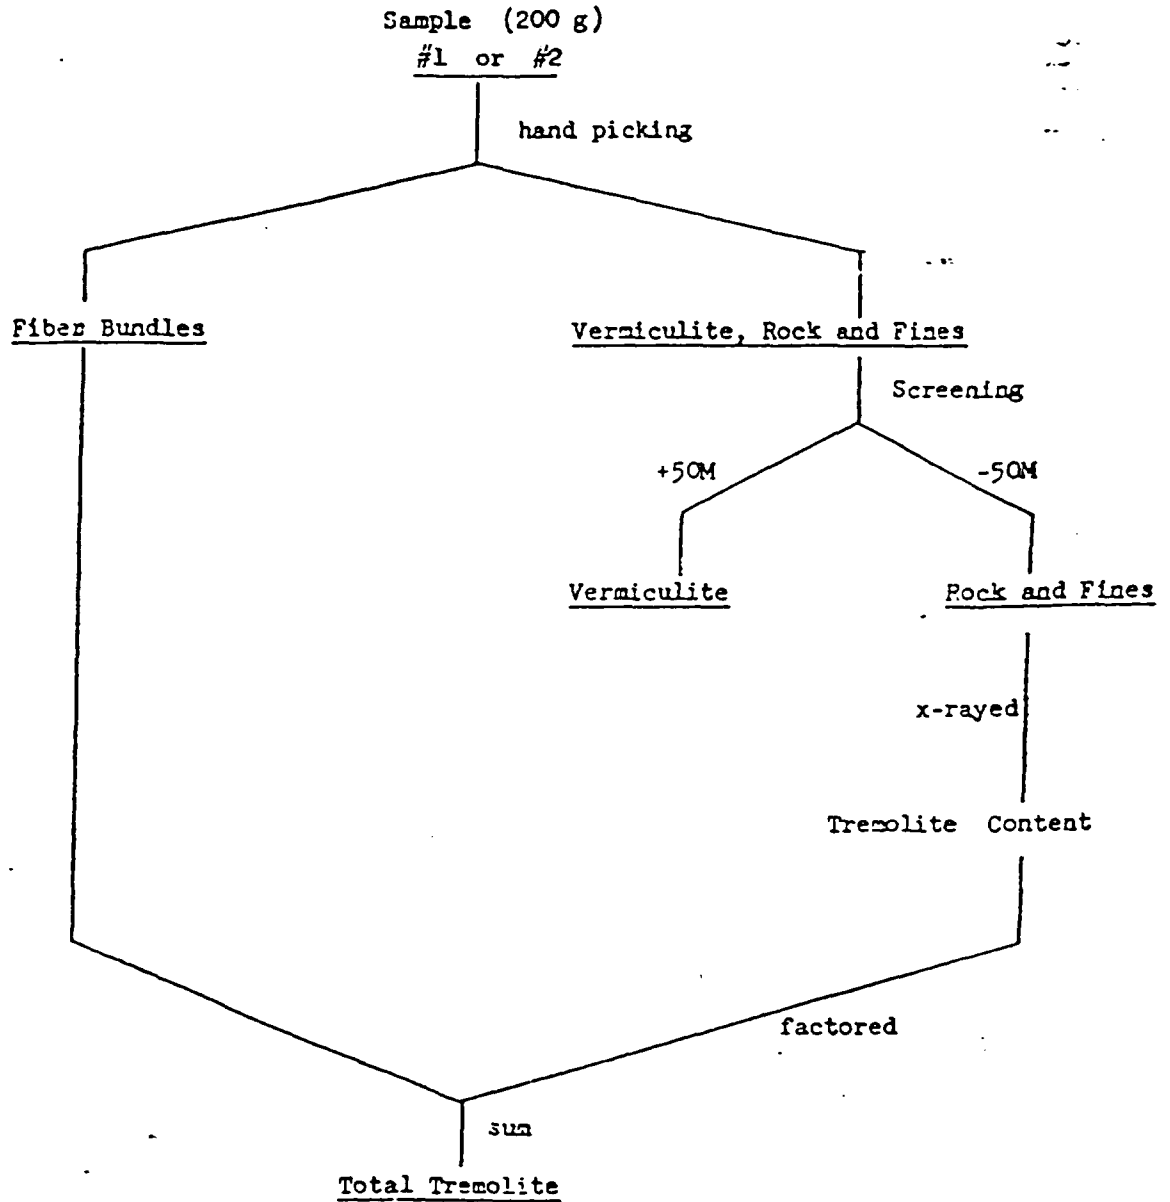 Sample (200 g)
#1 or #2
hand picking
Fiber Bundles
Vermiculite, Rock and Fines
Screening
+50M
-50M
Vermiculite
Rock and Fines
x-rayed
Tremolite Content
factored
sum
Total Tremolite